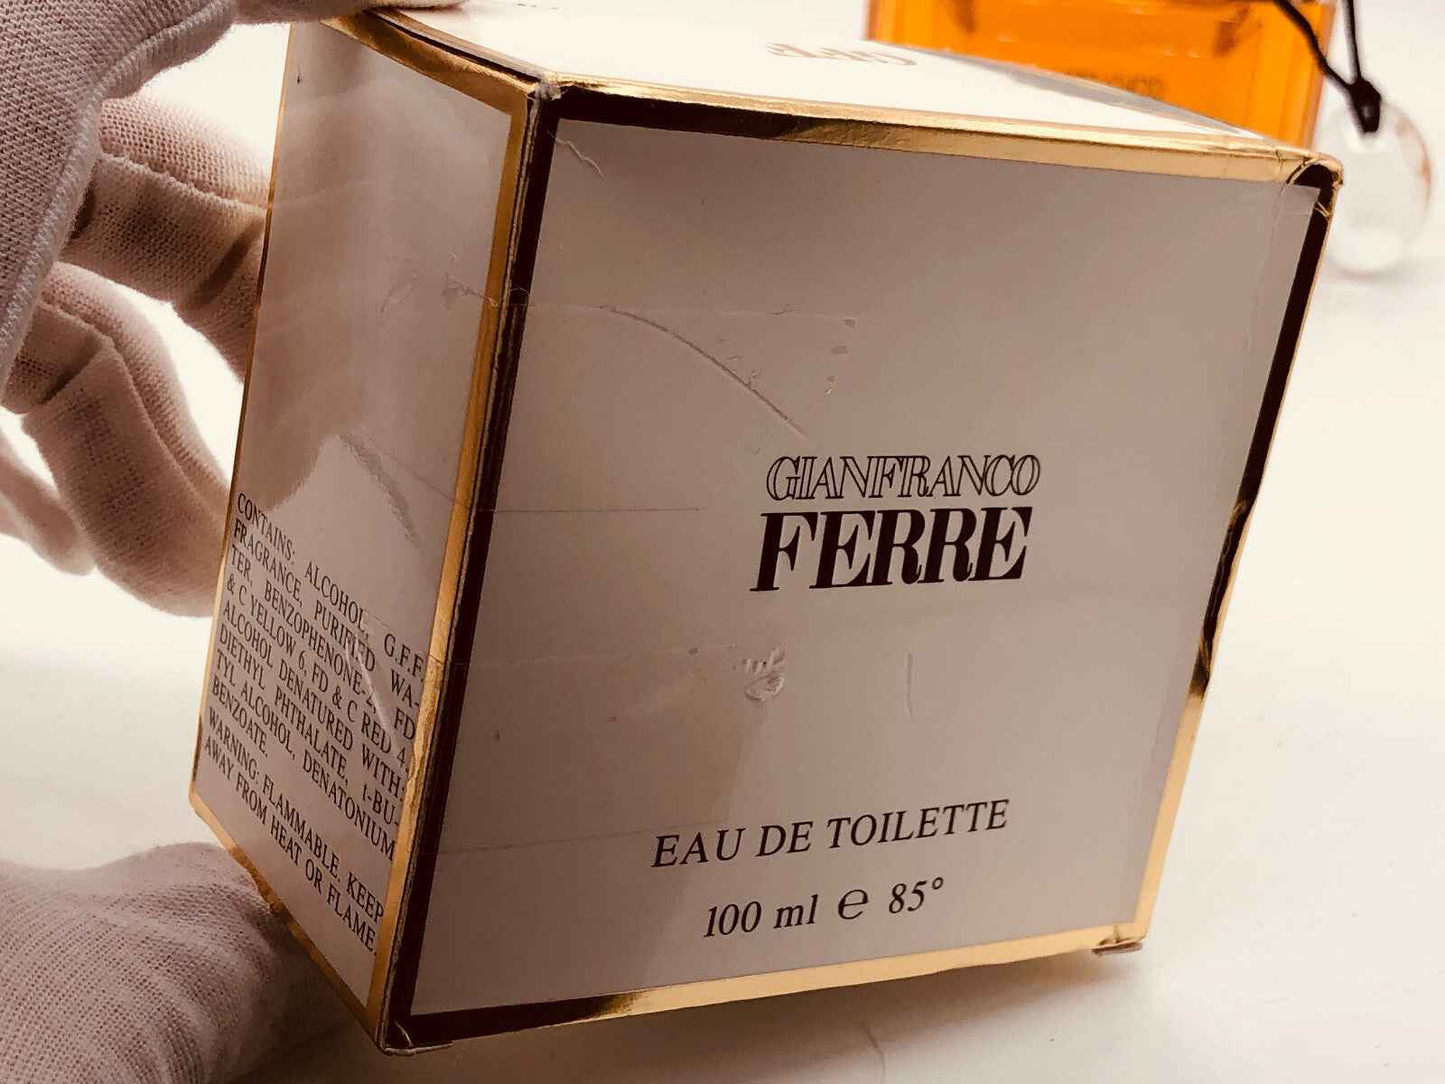 GIANFRANCO
FERRE
EAU DE TOILETTE
100 ml ℮ 85°
CONTAINS: ALCOHOL, G.F.F.
FRAGRANCE, PURIFIED WA-
TER, BENZOPHENONE-2, FD
& C YELLOW 6, FD & C RED 4,
ALCOHOL DENATURED WITH:
DIETHYL PHTHALATE, t-BU-
TYL ALCOHOL, DENATONIUM
BENZOATE.
WARNING: FLAMMABLE. KEEP
AWAY FROM HEAT OR FLAME.